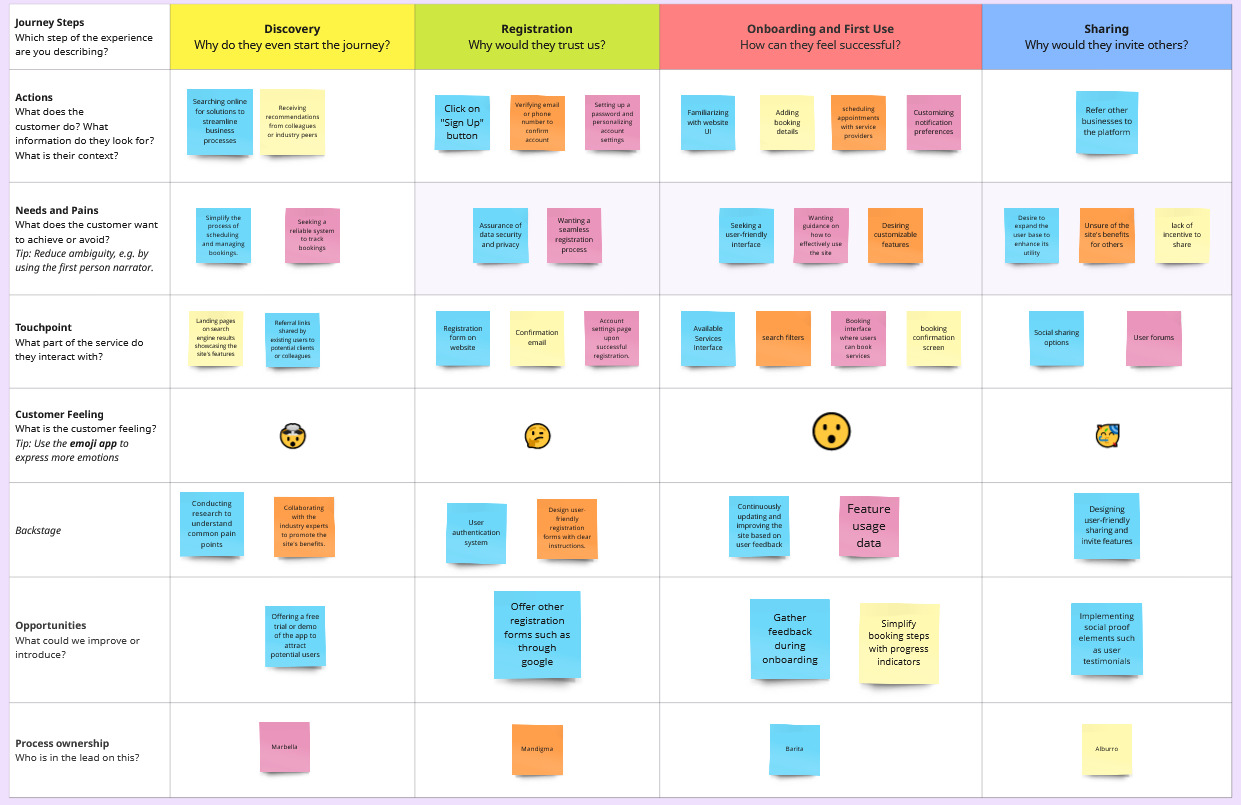 Journey Steps
Which step of the experience
are you describing?
Discovery
Why do they even start the journey?
Registration
Why would they trust us?
Onboarding and First Use
How can they feel successful?
Sharing
Why would they invite others?
Actions
What does the
customer do? What
information do they look for?
What is their context?
Searching online
for solutions to
streamline
business
processes
Receiving
recommendations
from colleagues
or industry peers
Click on
"Sign Up"
button
Verifying email
or phone
number to
confirm
account
Setting up a
password and
personalizing
account
settings
Familiarizing
with website
UI
Adding
booking
details
scheduling
appointments
with service
providers
Customizing
notification
preferences
Refer other
businesses to
the platform
Needs and Pains
What does the customer want
to achieve or avoid?
Tip: Reduce ambiguity, e.g. by
using the first person narrator.
Simplify the
process of
scheduling
and managing
bookings.
Seeking a
reliable system
to track
bookings
Assurance of
data security
and privacy
Wanting a
seamless
registration
process
Seeking a
user-friendly
interface
Wanting
guidance on
how to
effectively use
the site
Desiring
customizable
features
Desire to
expand the
user base to
enhance its
utility
Unsure of the
site's benefits
for others
lack of
incentive to
share
Touchpoint
What part of the service do
they interact with?
Landing pages
on search
engine results
showcasing the
site's features
Referral links
shared by
existing users to
potential clients
or colleagues
Registration
form on
website
Confirmation
email
Account
settings page
upon
successful
registration.
Available
Services
Interface
search filters
Booking
interface
where users
can book
services
booking
confirmation
screen
Social sharing
options
User forums
Customer Feeling
What is the customer feeling?
Tip: Use the emoji app to
express more emotions
Backstage
Conducting
research to
understand
common pain
points
Collaborating
with the
industry experts
to promote the
site's benefits.
User
authentication
system
Design user-
friendly
registration
forms with clear
instructions.
Continuously
updating and
improving the
site based on
user feedback
Feature
usage
data
Designing
user-friendly
sharing and
invite features
Opportunities
What could we improve or
introduce?
Offering a free
trial or demo
of the app to
attract
potential users
Offer other
registration
forms such as
through
google
Gather
feedback
during
onboarding
Simplify
booking steps
with progress
indicators
Implementing
social proof
elements such
as user
testimonials
Process ownership
Who is in the lead on this?
Marbella
Mandigma
Barita
Alburro